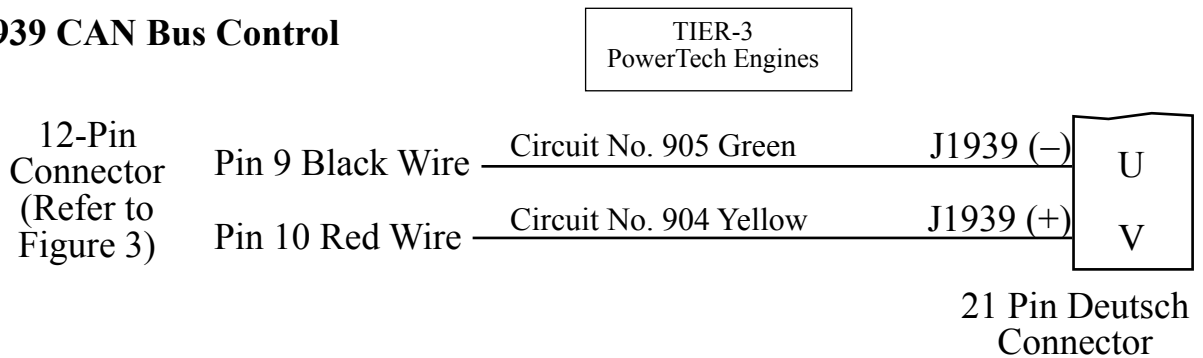 939 CAN Bus Control
TIER-3
PowerTech Engines
12-Pin
Connector
(Refer to
Figure 3)
Pin 9 Black Wire
Circuit No. 905 Green
J1939 (–)
U
Pin 10 Red Wire
Circuit No. 904 Yellow
J1939 (+)
V
21 Pin Deutsch
Connector